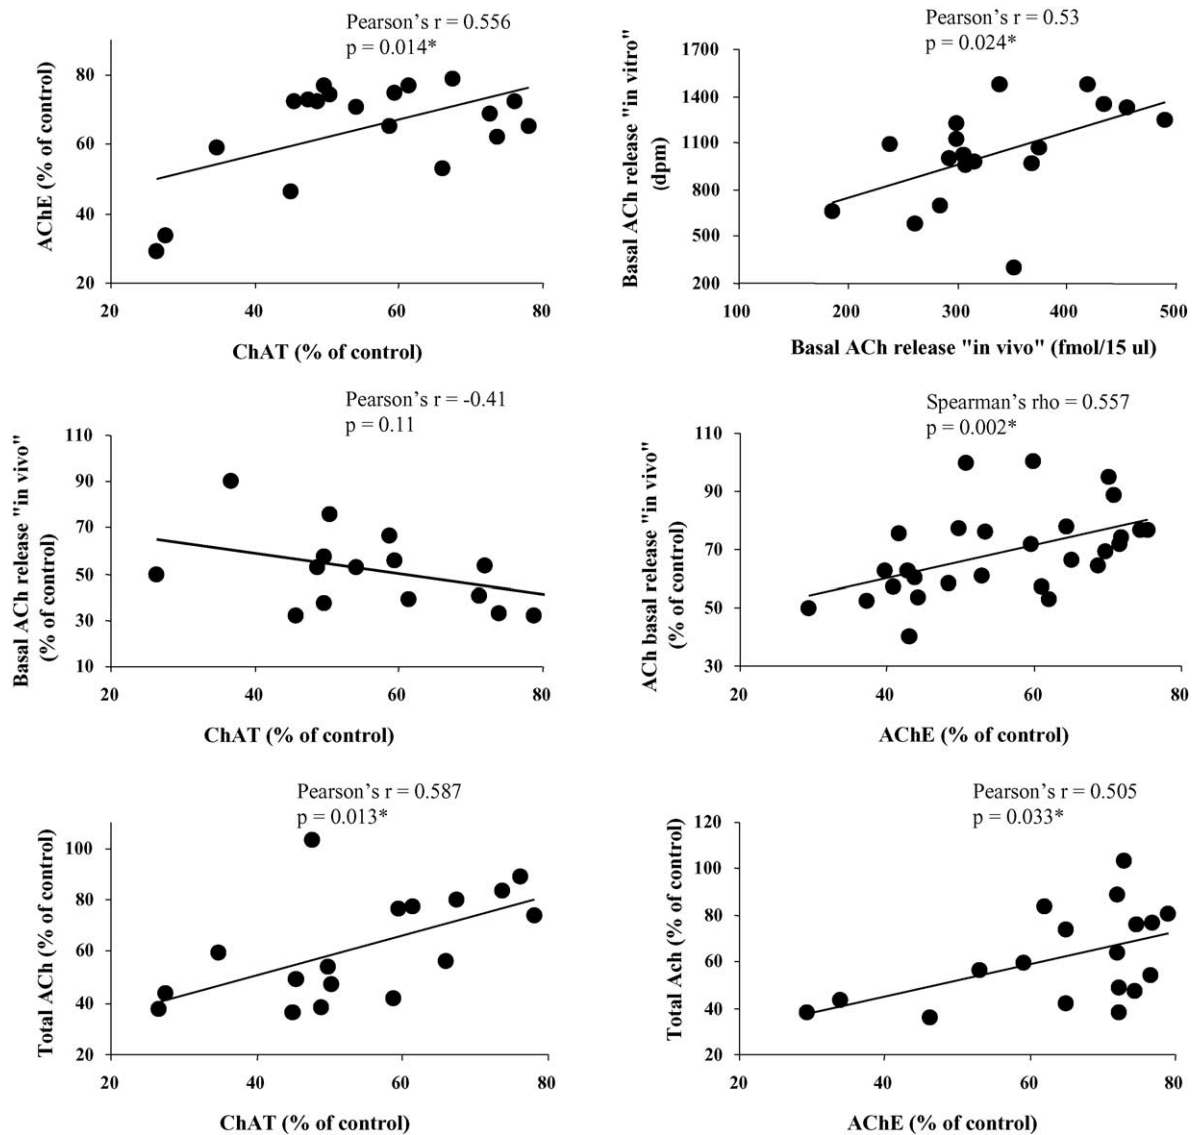 Pearson’s r = 0.556
p = 0.014*
AChE (% of control)
80
60
40
20
20 40 60 80
ChAT (% of control)
Pearson’s r = 0.53
p = 0.024*
Basal ACh release "in vitro"
(dpm)
1700
1400
1100
800
500
200
100 200 300 400 500
Basal ACh release "in vivo" (fmol/15 ul)
Pearson’s r = -0.41
p = 0.11
Basal ACh release "in vivo"
(% of control)
110
90
70
50
30
10
20 40 60 80
ChAT (% of control)
Spearman’s rho = 0.557
p = 0.002*
ACh basal release "in vivo"
(% of control)
110
90
70
50
30
20 40 60 80
AChE (% of control)
Pearson’s r = 0.587
p = 0.013*
Total ACh (% of control)
100
80
60
40
20
20 40 60 80
ChAT (% of control)
Pearson’s r = 0.505
p = 0.033*
Total Ach (% of control)
120
100
80
60
40
20
20 40 60 80
AChE (% of control)